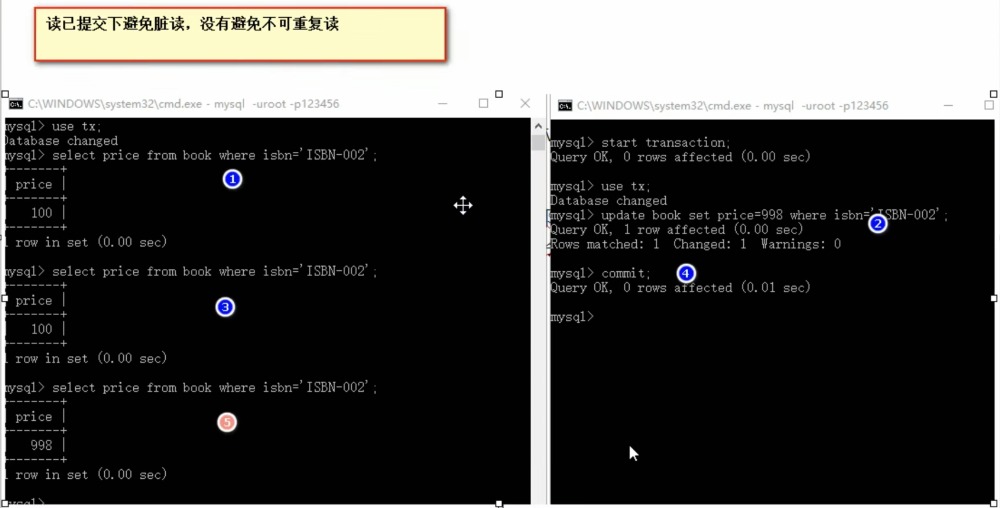 读已提交下避免脏读，没有避免不可重复读
C:\WINDOWS\system32\cmd.exe - mysql -uroot -p123456
mysql> use tx;
Database changed
mysql> select price from book where isbn='ISBN-002';
+-------+
| price |
+-------+
| 100 |
+-------+
1 row in set (0.00 sec)
1
mysql> select price from book where isbn='ISBN-002';
+-------+
| price |
+-------+
| 100 |
+-------+
1 row in set (0.00 sec)
3
mysql> select price from book where isbn='ISBN-002';
+-------+
| price |
+-------+
| 998 |
+-------+
1 row in set (0.00 sec)
5
mysql>
C:\WINDOWS\system32\cmd.exe - mysql -uroot -p123456
mysql> start transaction;
Query OK, 0 rows affected (0.00 sec)
mysql> use tx;
Database changed
mysql> update book set price=998 where isbn='ISBN-002';
2
Query OK, 1 row affected (0.00 sec)
Rows matched: 1 Changed: 1 Warnings: 0
mysql> commit;
4
Query OK, 0 rows affected (0.01 sec)
mysql>